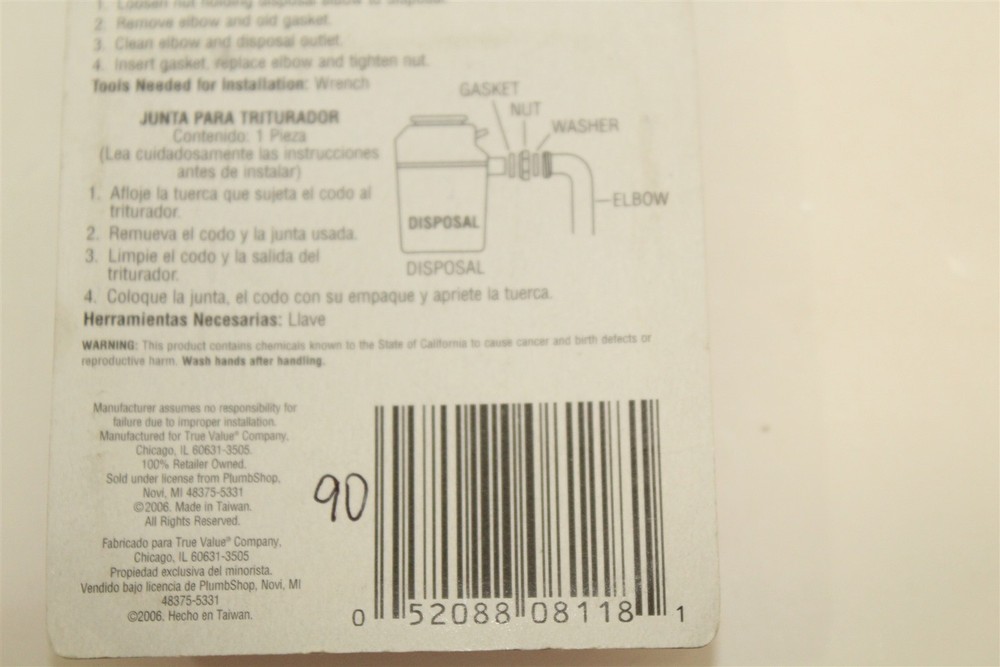 1. Loosen nut holding disposal elbow to disposal.
2. Remove elbow and old gasket.
3. Clean elbow and disposal outlet.
4. Insert gasket, replace elbow and tighten nut.
Tools Needed for Installation: Wrench
JUNTA PARA TRITURADOR
Contenido: 1 Pieza
(Lea cuidadosamente las instrucciones
antes de instalar)
1. Afloje la tuerca que sujeta el codo al
triturador.
2. Remueva el codo y la junta usada.
3. Limpie el codo y la salida del
triturador.
4. Coloque la junta, el codo con su empaque y apriete la tuerca.
Herramientas Necesarias: Llave
GASKET
NUT
WASHER
ELBOW
DISPOSAL
DISPOSAL
WARNING: This product contains chemicals known to the State of California to cause cancer and birth defects or
reproductive harm. Wash hands after handling.
Manufacturer assumes no responsibility for
failure due to improper installation.
Manufactured for True Value® Company,
Chicago, IL 60631-3505.
100% Retailer Owned.
Sold under license from PlumbShop,
Novi, MI 48375-5331
©2006. Made in Taiwan.
All Rights Reserved.
Fabricado para True Value® Company,
Chicago, IL 60631-3505
Propiedad exclusiva del minorista.
Vendido bajo licencia de PlumbShop, Novi, MI
48375-5331
©2006. Hecho en Taiwan.
90
0 52088 08118 1